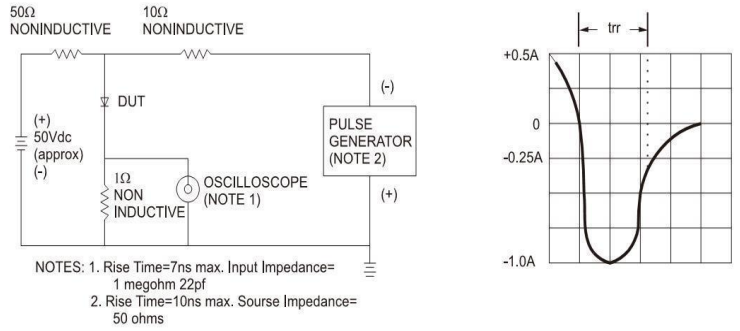 50Ω
NONINDUCTIVE
10Ω
NONINDUCTIVE
DUT
(+)
50Vdc
(approx)
(-)
1Ω
NON
INDUCTIVE
OSCILLOSCOPE
(NOTE 1)
(-)
PULSE
GENERATOR
(NOTE 2)
(+)
NOTES: 1. Rise Time=7ns max. Input Impedance=
1 megohm 22pf
2. Rise Time=10ns max. Sourse Impedance=
50 ohms
trr
+0.5A
0
-0.25A
-1.0A